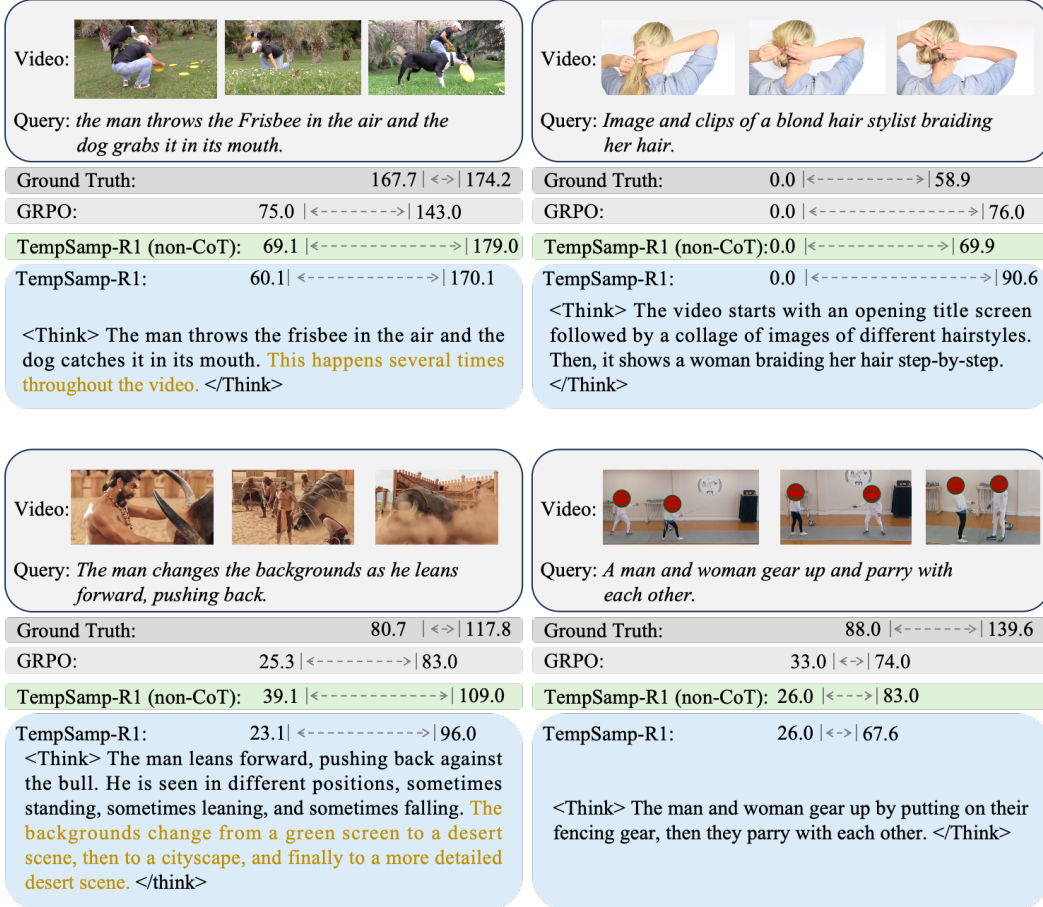 Video:
Query: the man throws the Frisbee in the air and the
dog grabs it in its mouth.
Ground Truth: 167.7 174.2
GRPO: 75.0 143.0
TempSamp-R1 (non-CoT): 69.1 179.0
TempSamp-R1: 60.1 170.1
<Think> The man throws the frisbee in the air and the
dog catches it in its mouth. This happens several times
throughout the video. </Think>
Video:
Query: Image and clips of a blond hair stylist braiding
her hair.
Ground Truth: 0.0 58.9
GRPO: 0.0 76.0
TempSamp-R1 (non-CoT): 0.0 69.9
TempSamp-R1: 0.0 90.6
<Think> The video starts with an opening title screen
followed by a collage of images of different hairstyles.
Then, it shows a woman braiding her hair step-by-step.
</Think>
Video:
Query: The man changes the backgrounds as he leans
forward, pushing back.
Ground Truth: 80.7 117.8
GRPO: 25.3 83.0
TempSamp-R1 (non-CoT): 39.1 109.0
TempSamp-R1: 23.1 96.0
<Think> The man leans forward, pushing back against
the bull. He is seen in different positions, sometimes
standing, sometimes leaning, and sometimes falling. The
backgrounds change from a green screen to a desert
scene, then to a cityscape, and finally to a more detailed
desert scene. </think>
Video:
Query: A man and woman gear up and parry with
each other.
Ground Truth: 88.0 139.6
GRPO: 33.0 74.0
TempSamp-R1 (non-CoT): 26.0 83.0
TempSamp-R1: 26.0 67.6
<Think> The man and woman gear up by putting on their
fencing gear, then they parry with each other. </Think>